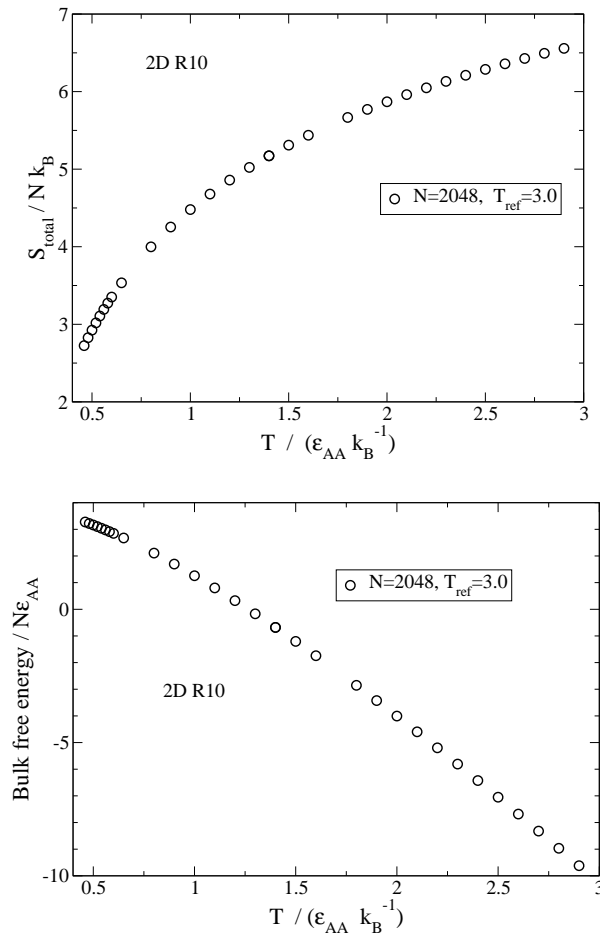 7
6
5
4
3
2
S_total / N k_B
2D R10
N=2048, T_ref=3.0
0.5 1 1.5 2 2.5 3
T / (ε_AA k_B^-1)
0
-5
-10
Bulk free energy / Nε_AA
N=2048, T_ref=3.0
2D R10
0.5 1 1.5 2 2.5 3
T / (ε_AA k_B^-1)